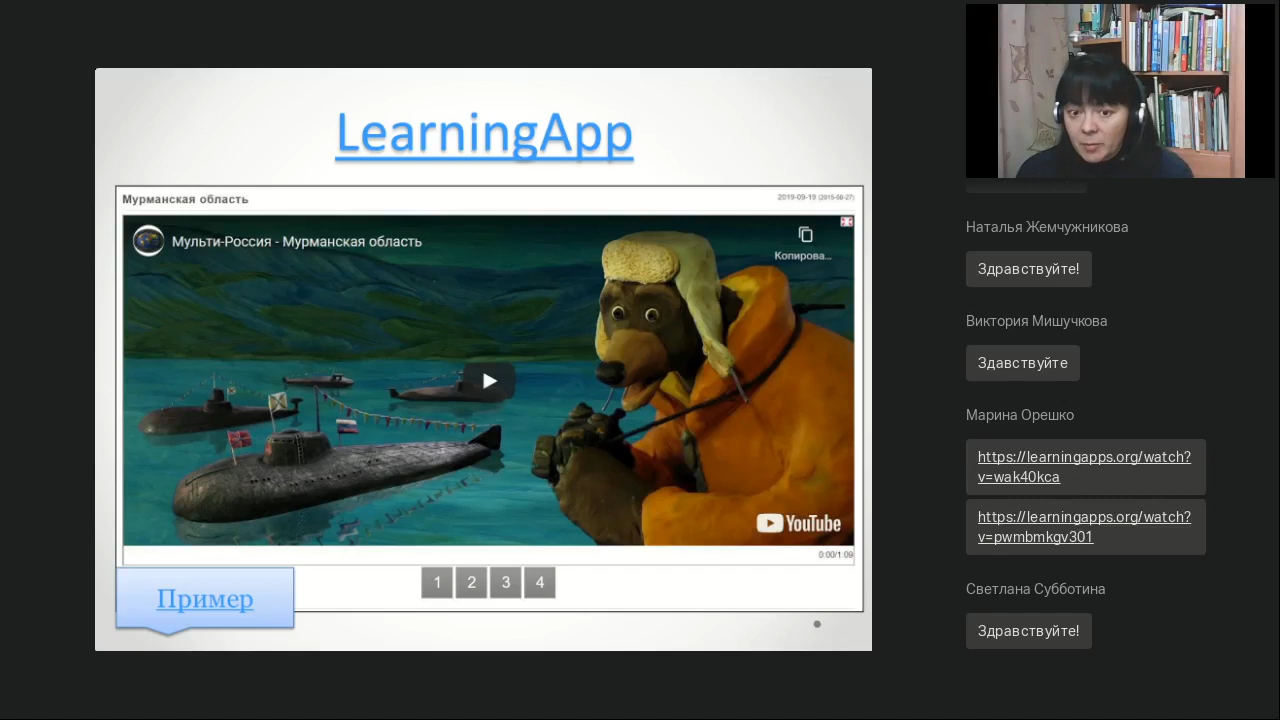 LearningApp
Мурманская область
2019-09-19 (2015-08-27)
Мульти-Россия - Мурманская область
Копирова...
YouTube
0:00/1:09
1 2 3 4
Пример
Наталья Жемчужникова
Здравствуйте!
Виктория Мишучкова
Здавствуйте
Марина Орешко
https://learningapps.org/watch?
v=wak40kca
https://learningapps.org/watch?
v=pwmbmkgv301
Светлана Субботина
Здравствуйте!